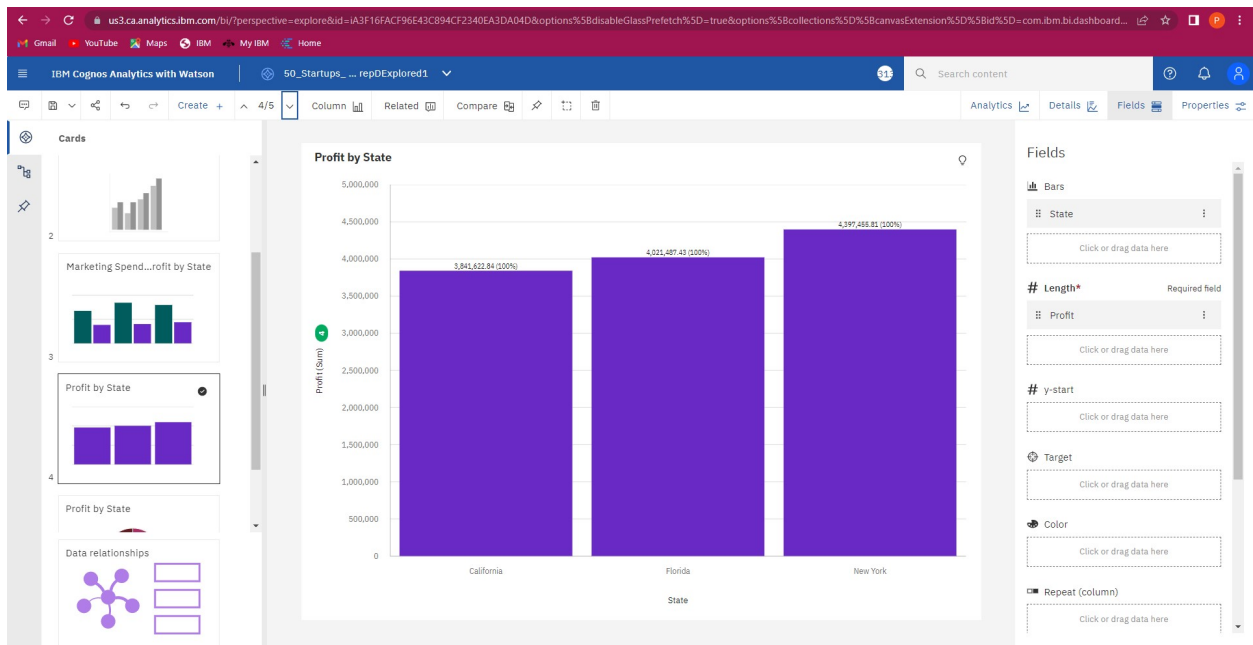 us3.ca.analytics.ibm.com/bi/?perspective=explore&id=iA3F16FACF96E43C894CF2340EA3DA04D&options%5BdisableGlassPrefetch%5D=true&options%5Bcollections%5D%5BcanvasExtension%5D%5Bid%5D=com.ibm.bi.dashboard...
P
Gmail YouTube Maps IBM My IBM Home
IBM Cognos Analytics with Watson 50_Startups_ ... repDExplored1
Search content
Create + 4/5 Column Related Compare Analytics Details Fields Properties
Cards
2
Marketing Spend...rofit by State
3
Profit by State
4
Profit by State
Data relationships
Profit by State
5,000,000
4,500,000
4,000,000
3,500,000
3,000,000
2,500,000
2,000,000
1,500,000
1,000,000
500,000
0
Profit (Sum)
4
3,841,622.84 (100%)
4,021,487.43 (100%)
California
Florida
New York
State
Fields
Bars
State
Click or drag data here
# Length* Required field
Profit
Click or drag data here
# y-start
Click or drag data here
Target
Click or drag data here
Color
Click or drag data here
Repeat (column)
Click or drag data here